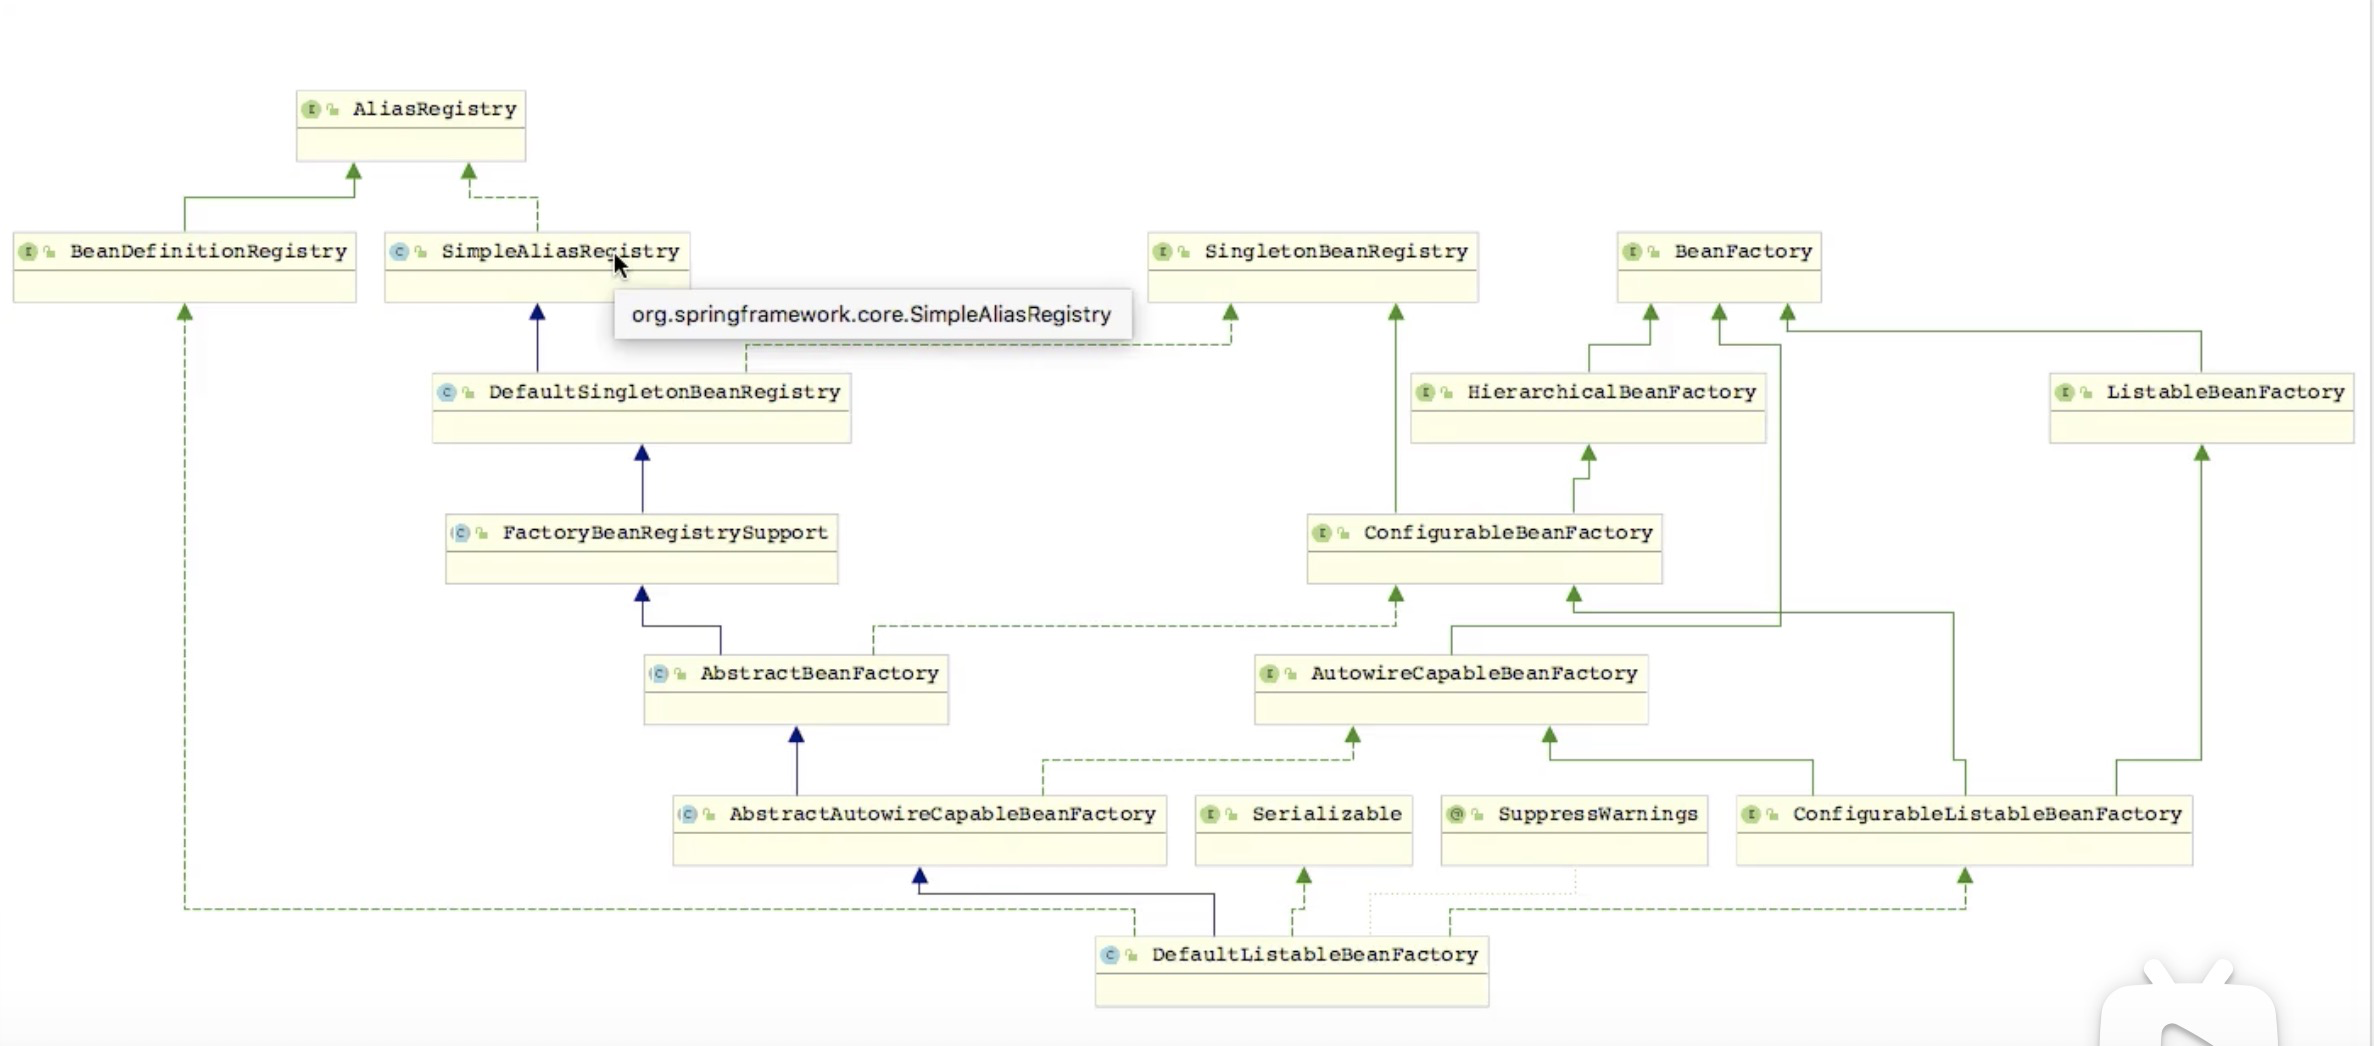 AliasRegistry
BeanDefinitionRegistry
SimpleAliasRegistry
SingletonBeanRegistry
BeanFactory
org.springframework.core.SimpleAliasRegistry
DefaultSingletonBeanRegistry
HierarchicalBeanFactory
ListableBeanFactory
FactoryBeanRegistrySupport
ConfigurableBeanFactory
AbstractBeanFactory
AutowireCapableBeanFactory
AbstractAutowireCapableBeanFactory
Serializable
SuppressWarnings
ConfigurableListableBeanFactory
DefaultListableBeanFactory